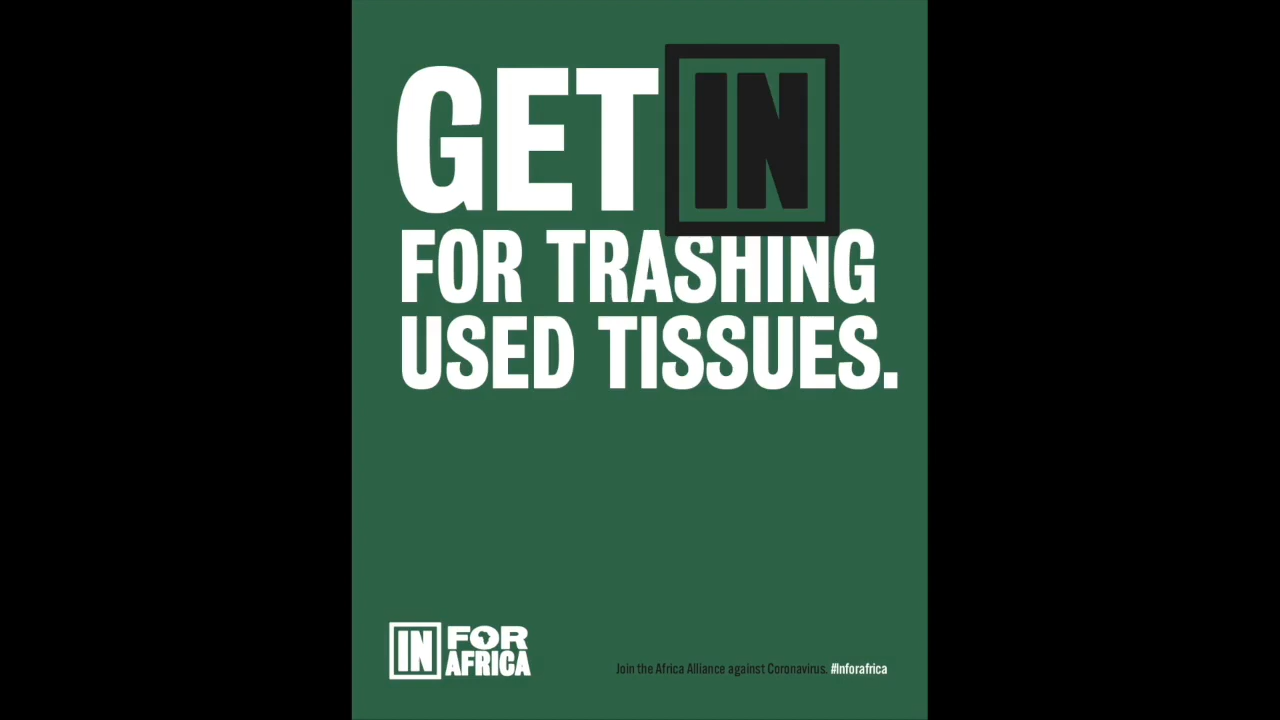 GET IN
FOR TRASHING
USED TISSUES.
IN FOR
AFRICA
Join the Africa Alliance against Coronavirus. #Inforafrica